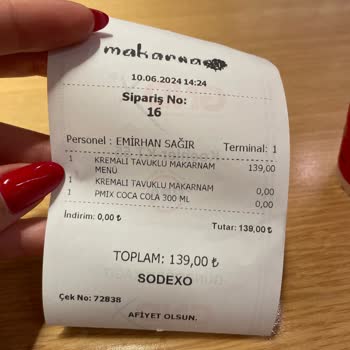 makarna
10.06.2024 14:24
Sipariş No:
16
Personel : EMİRHAN SAĞIR Terminal: 1
1 KREMALI TAVUKLU MAKARNAM MENÜ 139,00
1 KREMALI TAVUKLU MAKARNAM 0,00
1 PMIX COCA COLA 300 ML 0,00
İndirim: 0,00 ₺ Tutar: 139,00 ₺
TOPLAM: 139,00 ₺
SODEXO
Çek No: 72838
AFİYET OLSUN.